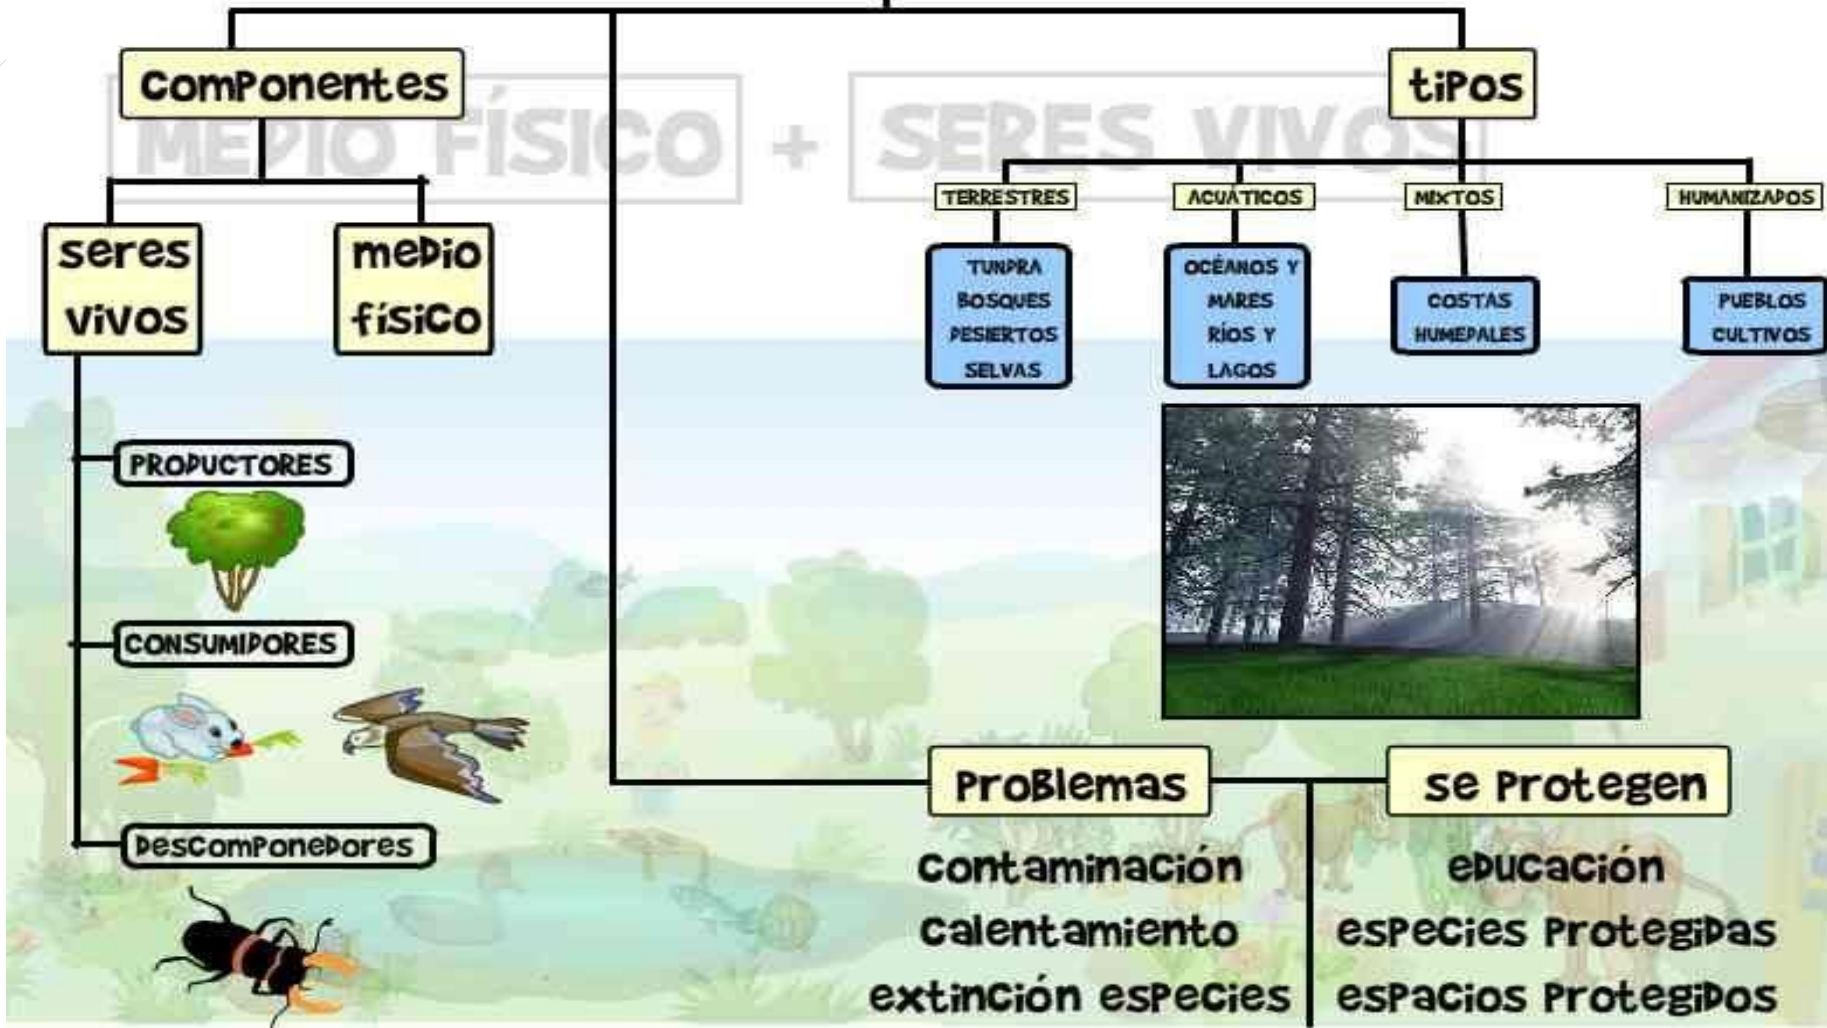 componentes
tipos
MEDIO FÍSICO + SERES VIVOS
TERRESTRES
ACUÁTICOS
MIXTOS
HUMANIZADOS
seres
vivos
medio
físico
TUNDRA
BOSQUES
DESIERTOS
SELVAS
OCÉANOS Y
MARES
RÍOS Y
LAGOS
COSTAS
HUMEDALES
PUEBLOS
CULTIVOS
PRODUCTORES
CONSUMIDORES
Descomponedores
Problemas
se protegen
contaminación
calentamiento
extinción especies
educación
especies protegidas
espacios protegidos